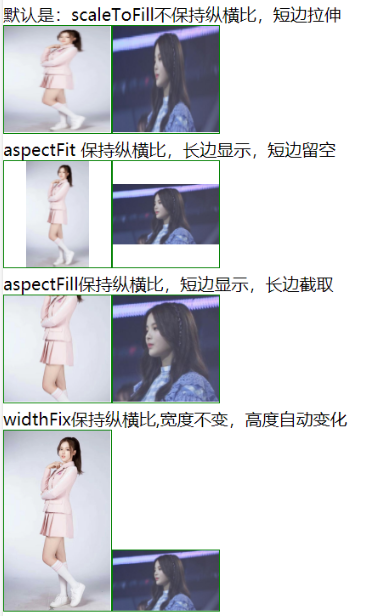 默认是：scaleToFill不保持纵横比，短边拉伸
aspectFit 保持纵横比，长边显示，短边留空
aspectFill保持纵横比，短边显示，长边截取
widthFix保持纵横比,宽度不变，高度自动变化